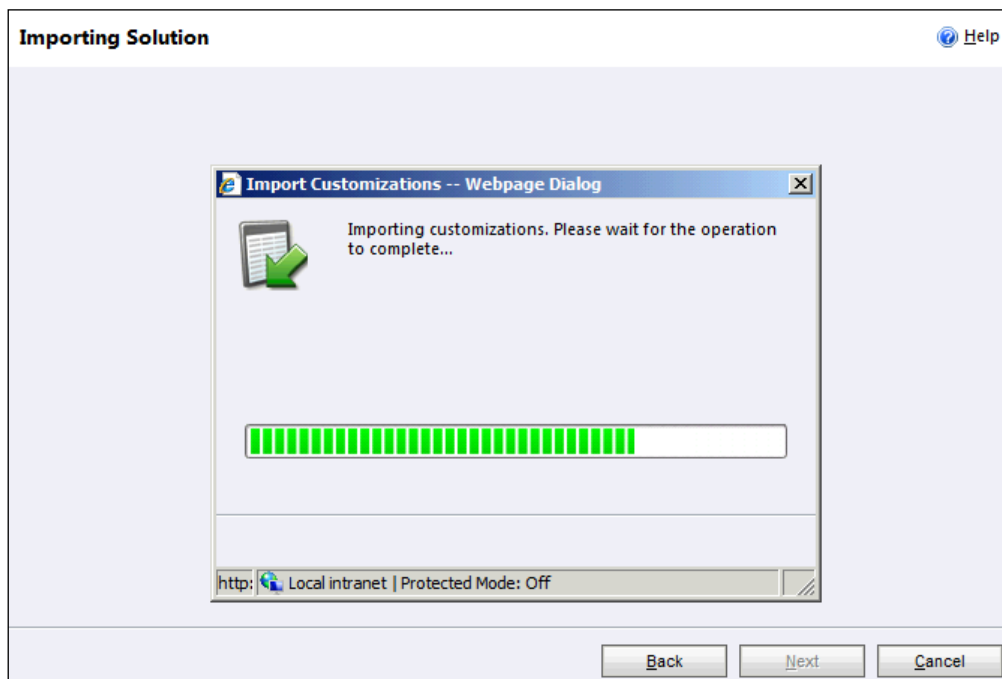 Importing Solution
Help
Import Customizations -- Webpage Dialog
Importing customizations. Please wait for the operation
to complete...
http: Local intranet | Protected Mode: Off
Back Next Cancel